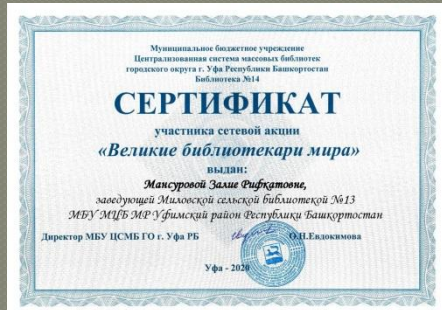 Муниципальное бюджетное учреждение
Централизованная система массовых библиотек
городского округа г. Уфа Республики Башкортостан
Библиотека №14
СЕРТИФИКАТ
участника сетевой акции
«Великие библиотекари мира»
выдан:
Мансуровой Залие Рифкатовне,
заведующей Миловской сельской библиотекой №13
МБУ МЦБ МР Уфимский район Республики Башкортостан
Директор МБУ ЦСМБ ГО г. Уфа РБ О.Н.Евдокимова
Уфа - 2020